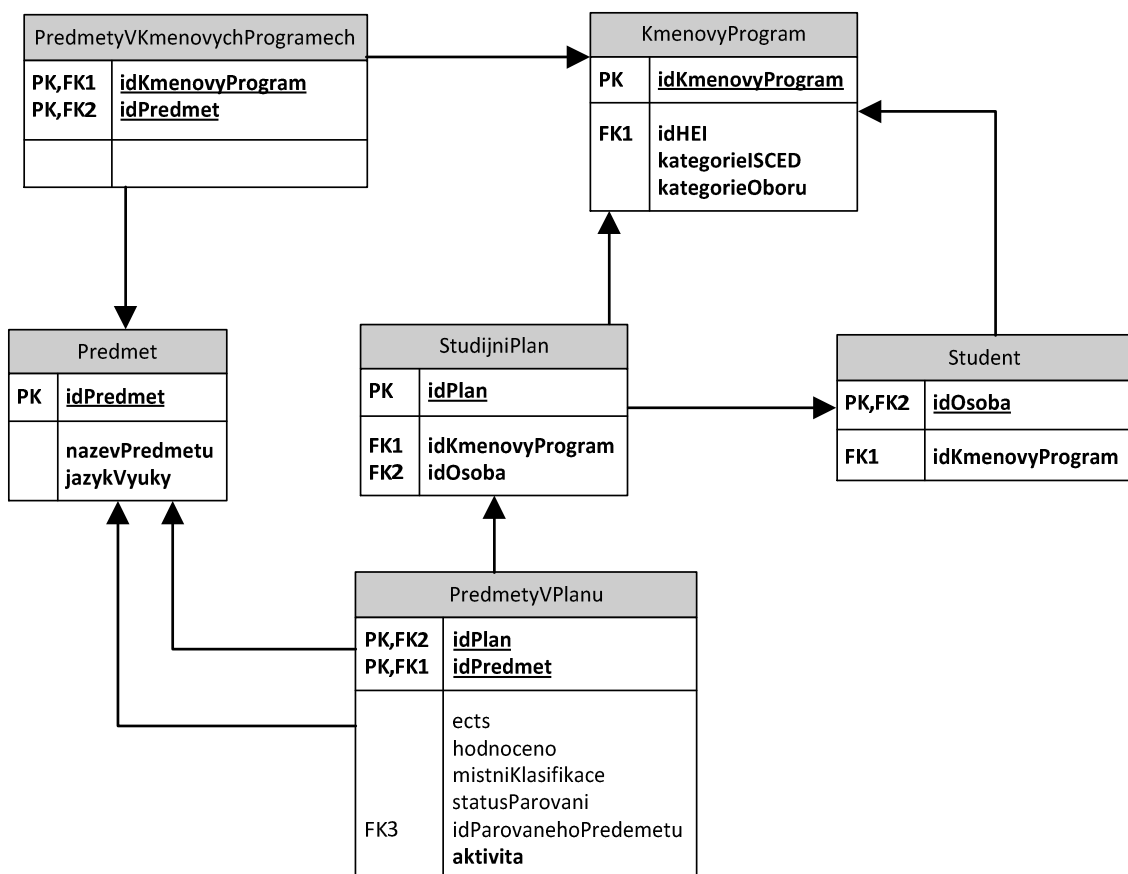 PredmetyVKmenovychProgramech
PK,FK1 idKmenovyProgram
PK,FK2 idPredmet
KmenovyProgram
PK idKmenovyProgram
FK1 idHEI
kategorieISCED
kategorieOboru
Predmet
PK idPredmet
nazevPredmetu
jazykVyuky
StudijniPlan
PK idPlan
FK1 idKmenovyProgram
FK2 idOsoba
Student
PK,FK2 idOsoba
FK1 idKmenovyProgram
PredmetyVPlanu
PK,FK2 idPlan
PK,FK1 idPredmet
ects
hodnoceno
mistniKlasifikace
statusParovani
FK3 idParovanehoPredemetu
aktivita